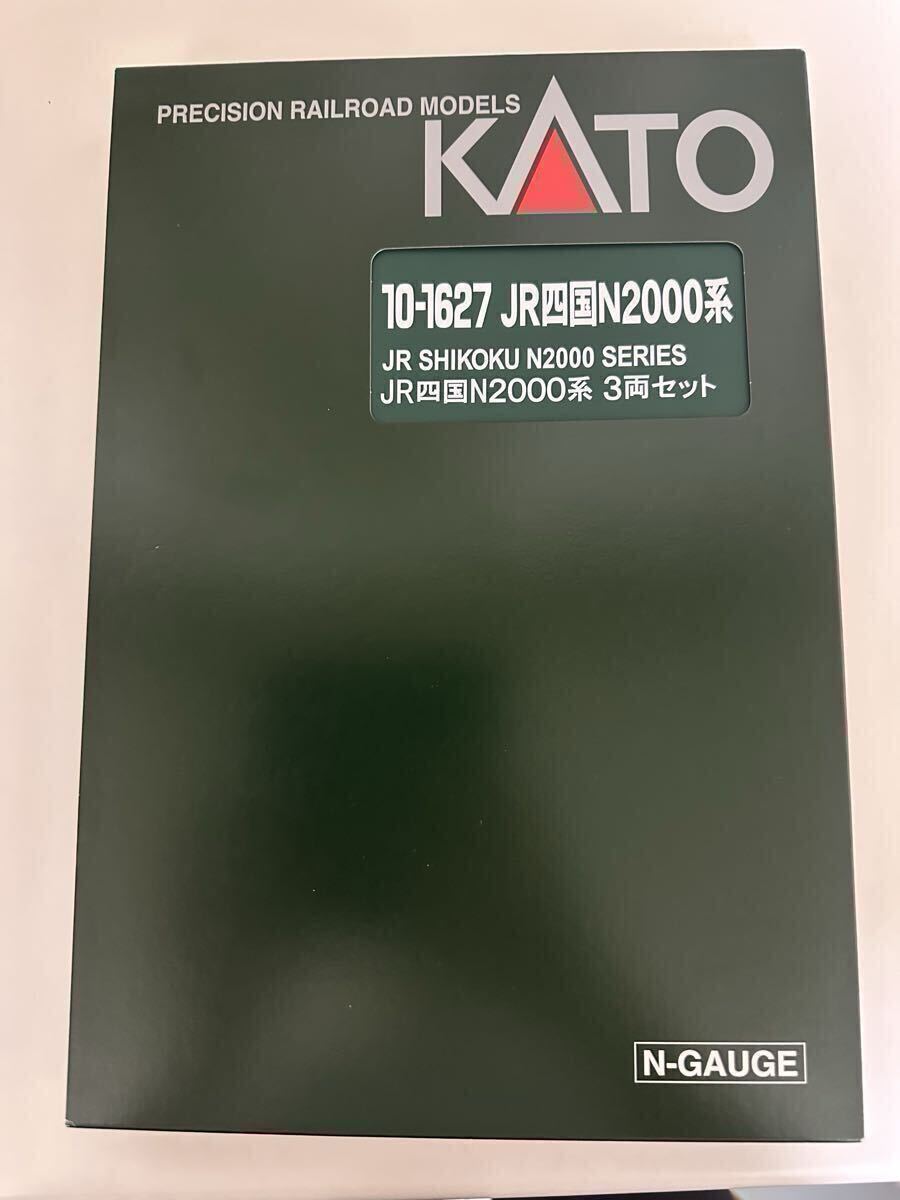 PRECISION RAILROAD MODELS
KATO
10-1627 JR四国N2000系
JR SHIKOKU N2000 SERIES
JR四国N2000系 3両セット
N-GAUGE